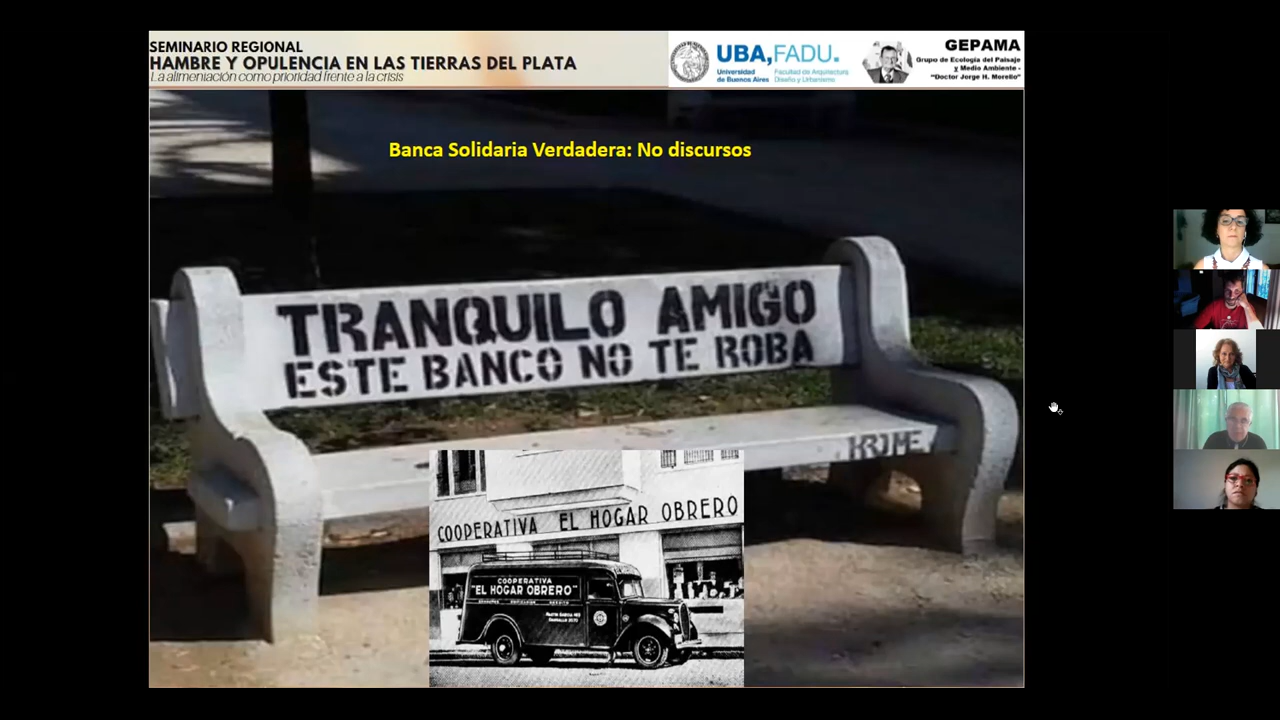 SEMINARIO REGIONAL
HAMBRE Y OPULENCIA EN LAS TIERRAS DEL PLATA
La alimentación como prioridad frente a la crisis
UBA, FADU.
Universidad de Buenos Aires
Facultad de Arquitectura Diseño y Urbanismo
GEPAMA
Grupo de Ecología del Paisaje
y Medio Ambiente -
"Doctor Jorge H. Morello"
Banca Solidaria Verdadera: No discursos
TRANQUILO AMIGO
ESTE BANCO NO TE ROBA
KRIME
COOPERATIVA EL HOGAR OBRERO
COOPERATIVA
"EL HOGAR OBRERO"